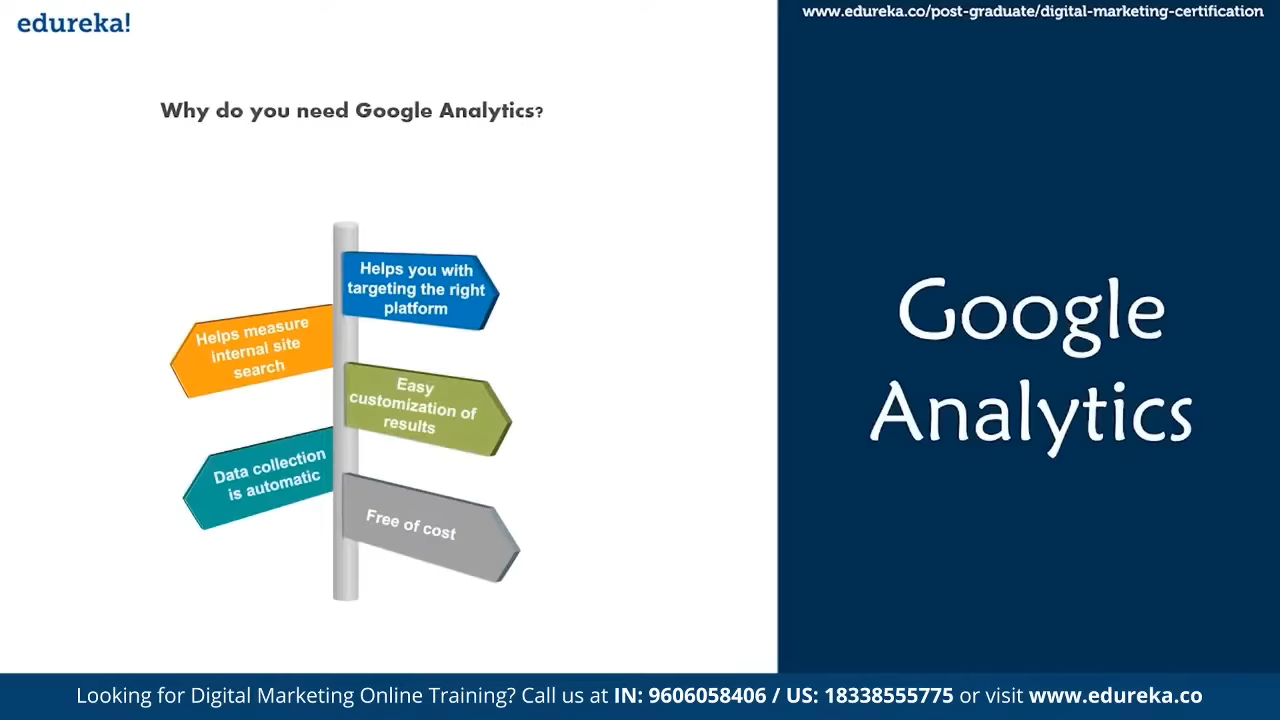 edureka!
www.edureka.co/post-graduate/digital-marketing-certification
Why do you need Google Analytics?
Helps you with
targeting the right
platform
Helps measure
internal site
search
Easy
customization of
results
Data collection
is automatic
Free of cost
Google
Analytics
Looking for Digital Marketing Online Training? Call us at IN: 9606058406 / US: 18338555775 or visit www.edureka.co